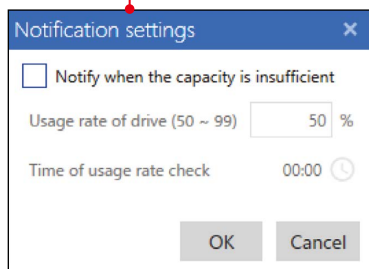 Notification settings
Notify when the capacity is insufficient
Usage rate of drive (50 ~ 99) 50 %
Time of usage rate check 00:00
OK Cancel